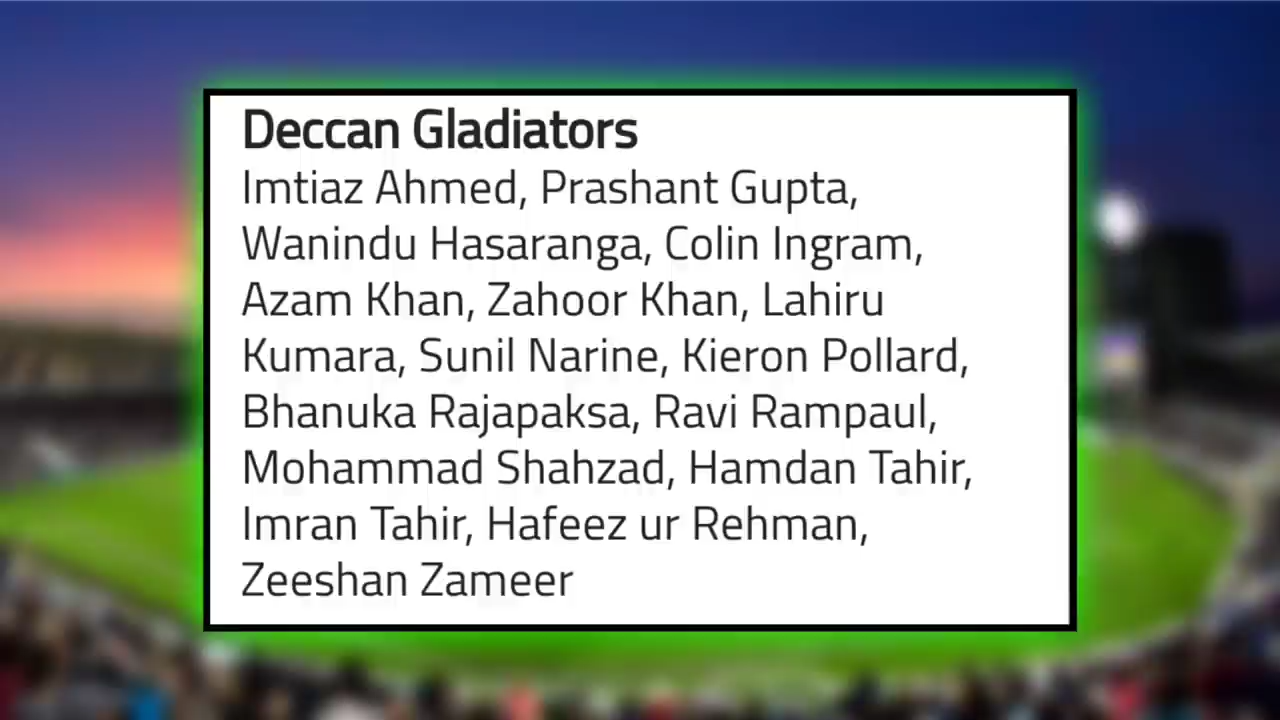 Deccan Gladiators
Imtiaz Ahmed, Prashant Gupta,
Wanindu Hasaranga, Colin Ingram,
Azam Khan, Zahoor Khan, Lahiru
Kumara, Sunil Narine, Kieron Pollard,
Bhanuka Rajapaksa, Ravi Rampaul,
Mohammad Shahzad, Hamdan Tahir,
Imran Tahir, Hafeez ur Rehman,
Zeeshan Zameer